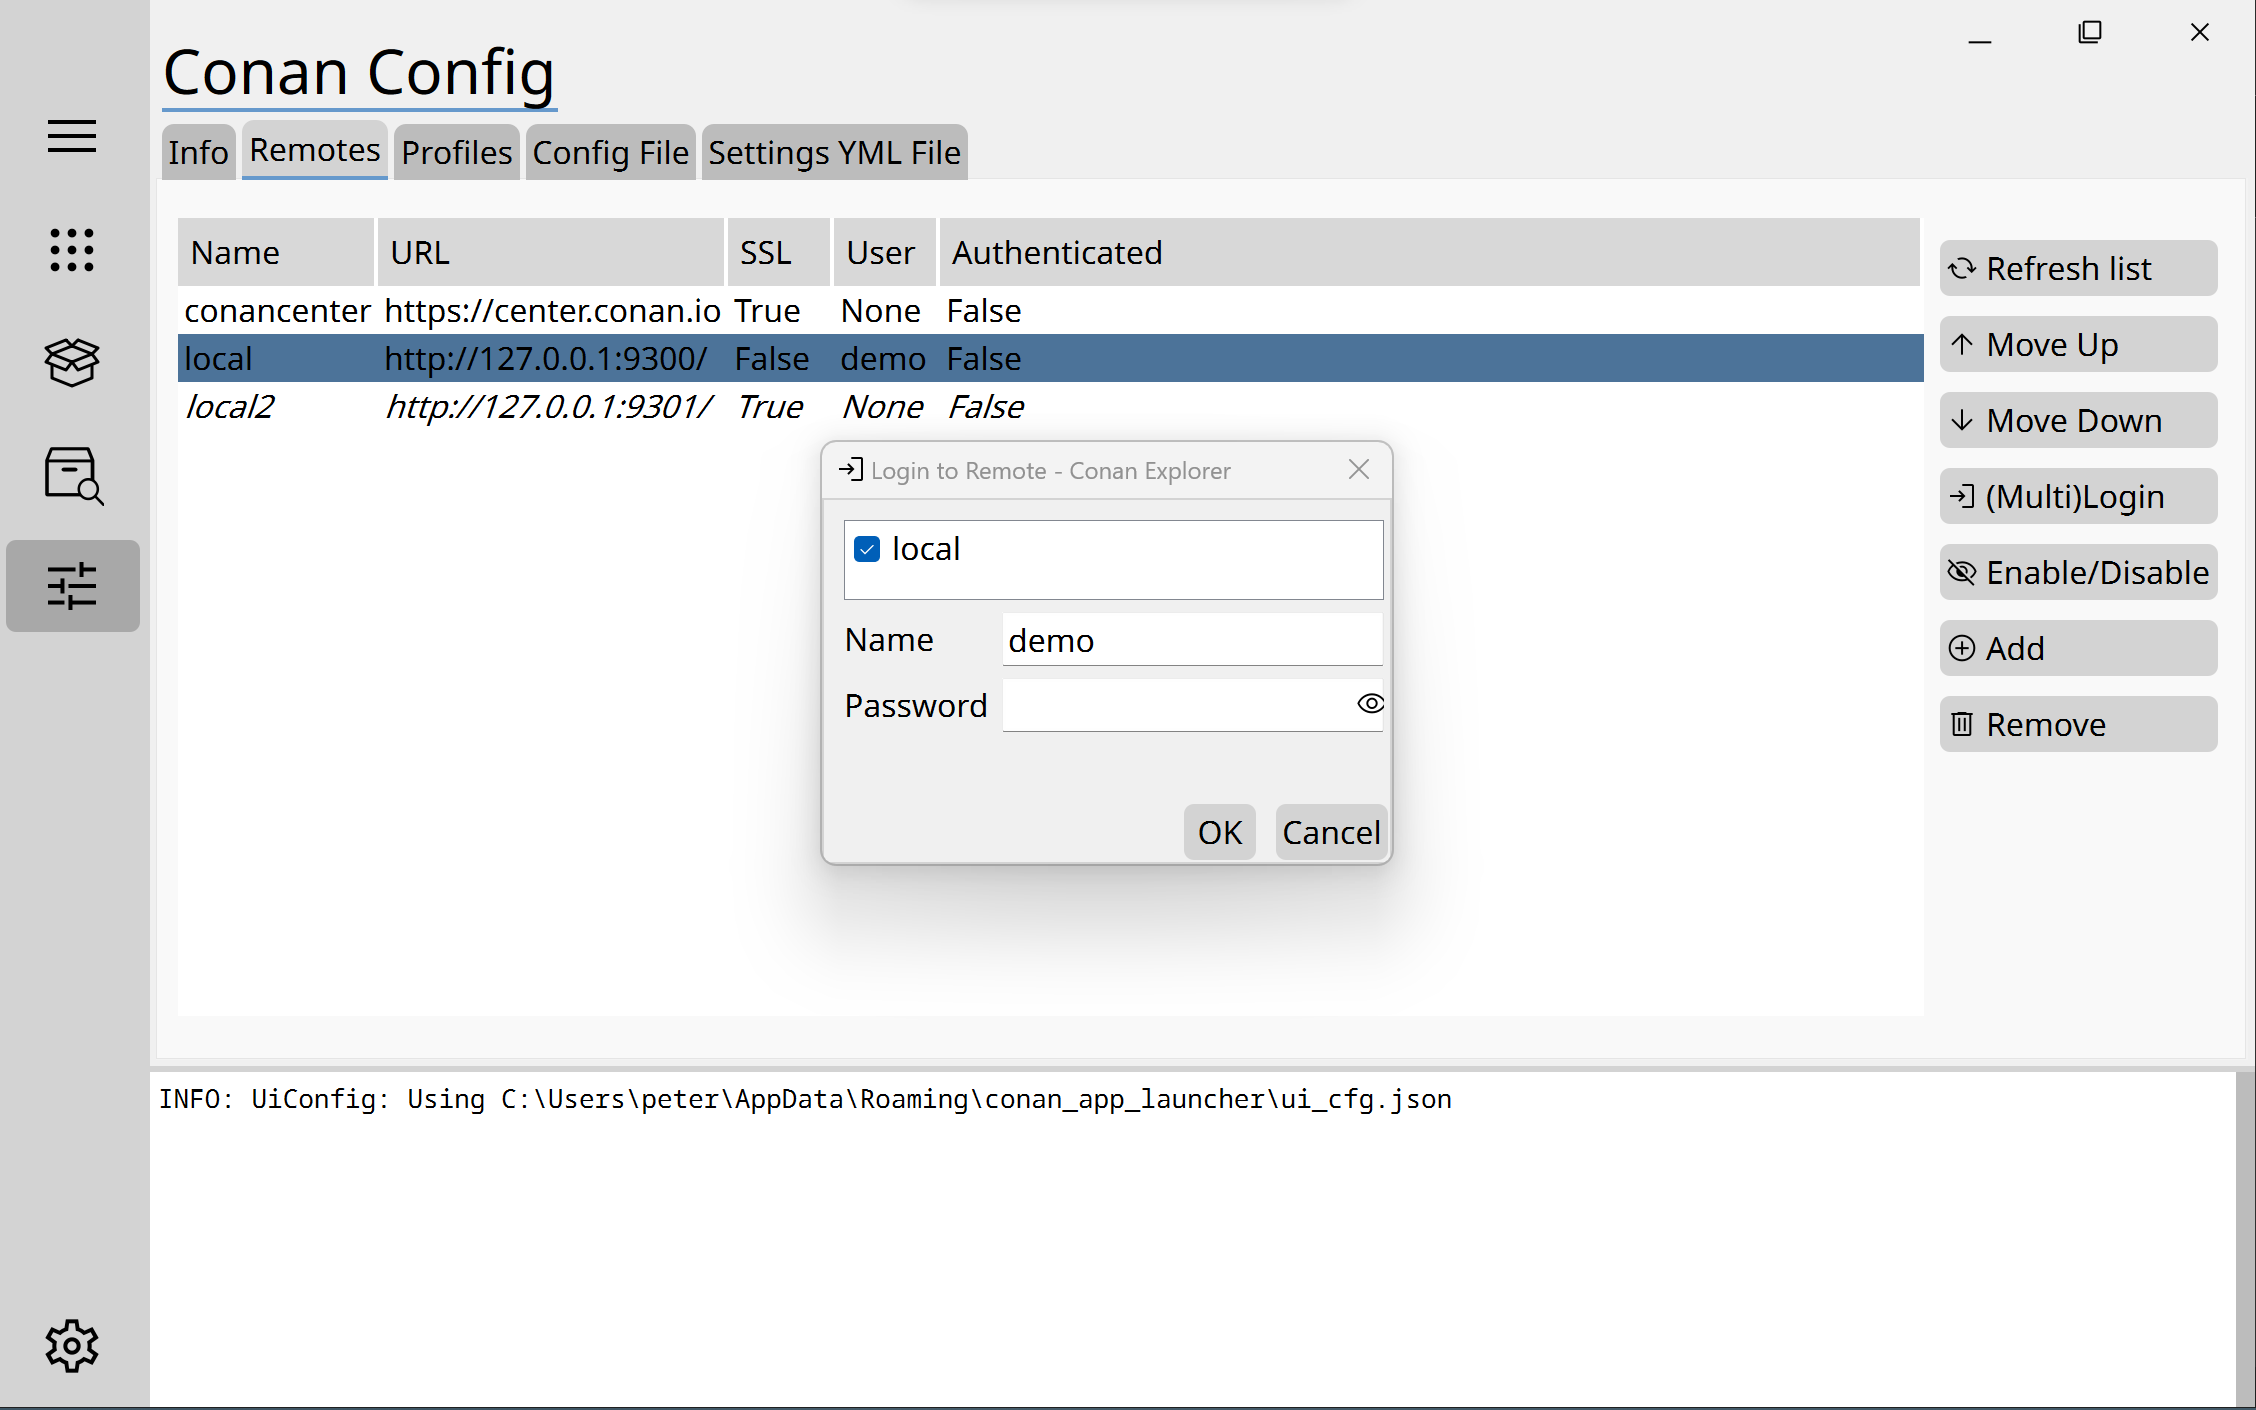 Conan Config
Info Remotes Profiles Config File Settings YML File
Name URL SSL User Authenticated
conancenter https://center.conan.io True None False
local http://127.0.0.1:9300/ False demo False
local2 http://127.0.0.1:9301/ True None False
Refresh list
Move Up
Move Down
(Multi)Login
Enable/Disable
Add
Remove
Login to Remote - Conan Explorer
local
Name demo
Password
OK Cancel
INFO: UiConfig: Using C:\Users\peter\AppData\Roaming\conan_app_launcher\ui_cfg.json